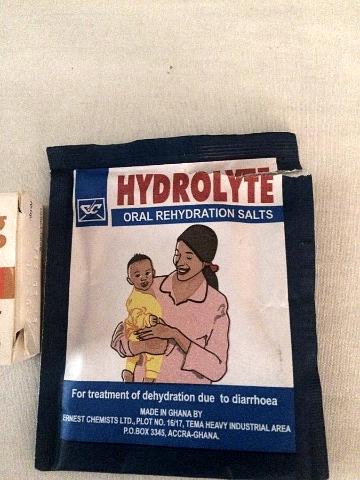 HYDROLYTE
ORAL REHYDRATION SALTS
For treatment of dehydration due to diarrhoea
MADE IN GHANA BY
ERNEST CHEMISTS LTD., PLOT NO. 16/17, TEMA HEAVY INDUSTRIAL AREA
P.O.BOX 3345, ACCRA-GHANA.